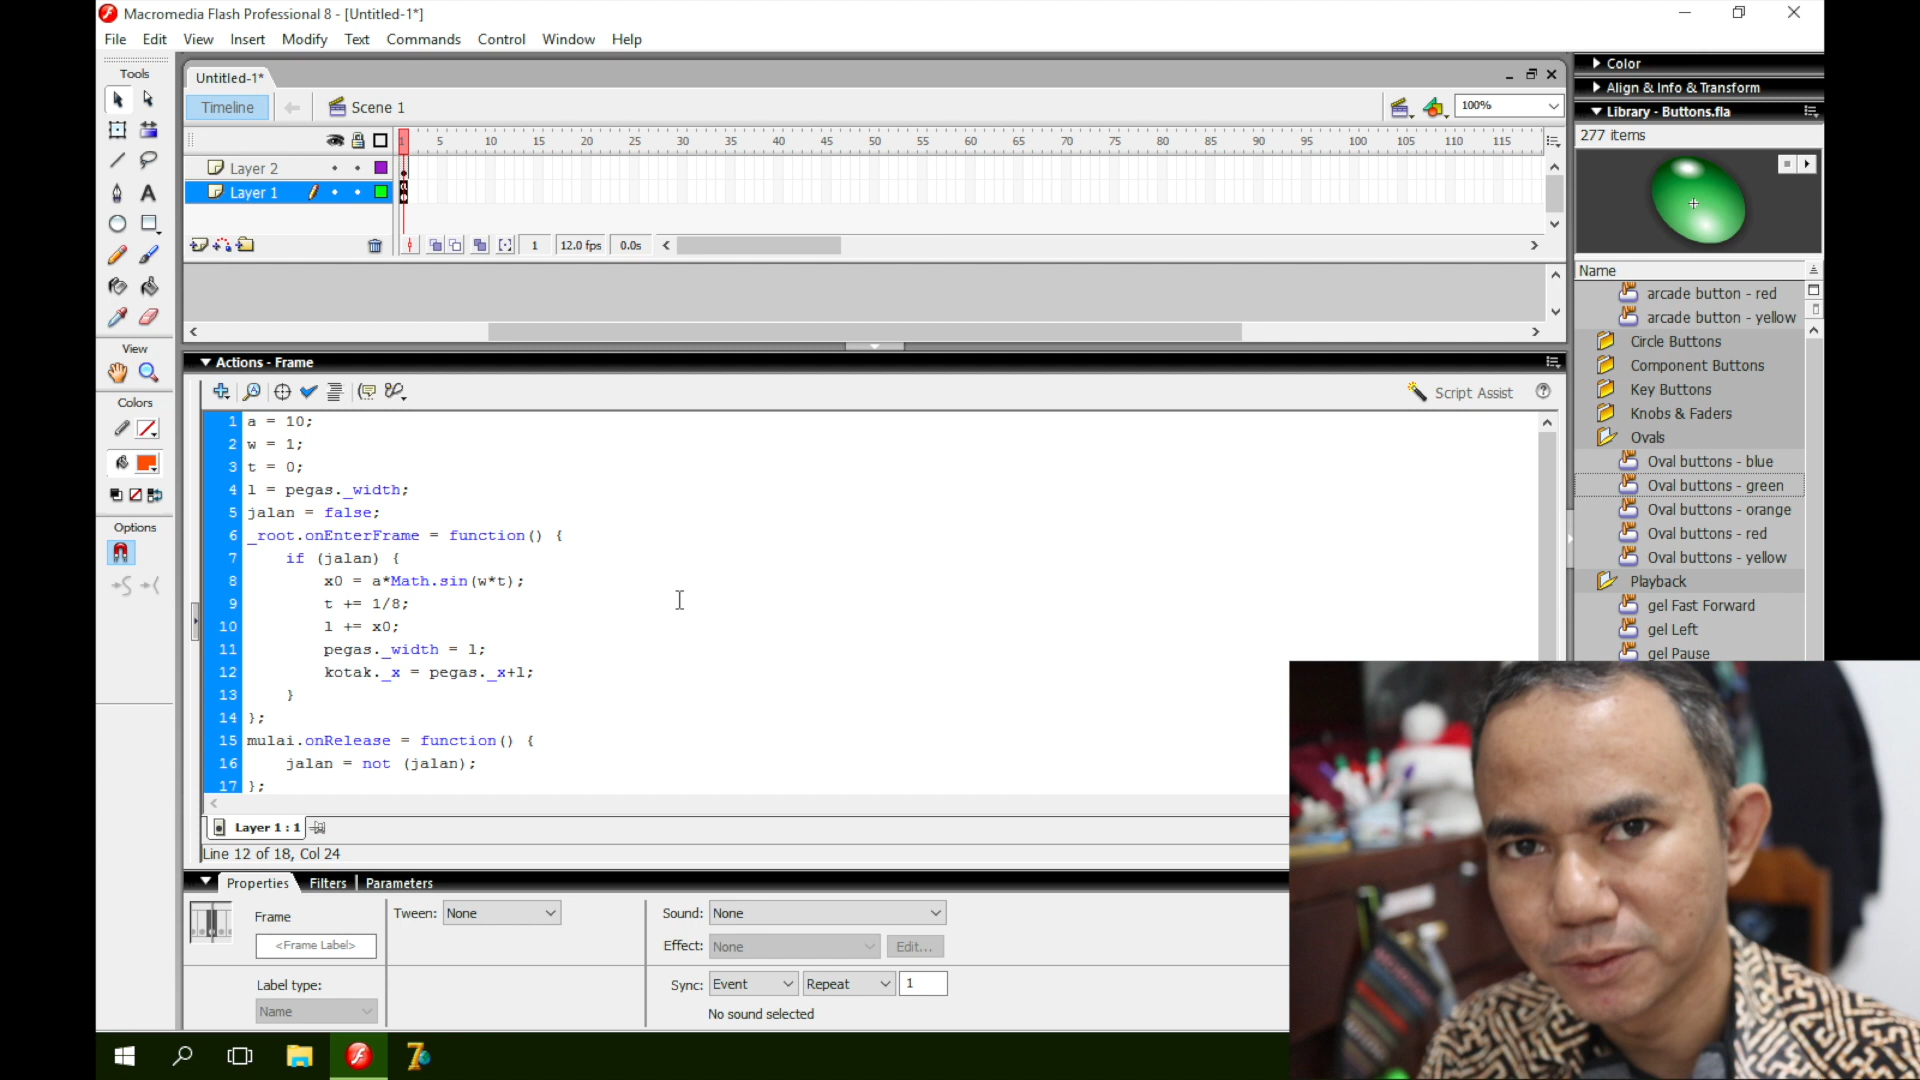 Macromedia Flash Professional 8 - [Untitled-1*]
File Edit View Insert Modify Text Commands Control Window Help
Tools
View
Colors
Options
Untitled-1*
Timeline Scene 1 100%
1 5 10 15 20 25 30 35 40 45 50 55 60 65 70 75 80 85 90 95 100 105 110 115
Layer 2
Layer 1
1 12.0 fps 0.0s
Actions - Frame
Script Assist
1 a = 10;
2 w = 1;
3 t = 0;
4 l = pegas._width;
5 jalan = false;
6 _root.onEnterFrame = function() {
7 if (jalan) {
8 x0 = a*Math.sin(w*t);
9 t += 1/8;
10 l += x0;
11 pegas._width = l;
12 kotak._x = pegas._x+l;
13 }
14 };
15 mulai.onRelease = function() {
16 jalan = not (jalan);
17 };
Layer 1 : 1
Line 12 of 18, Col 24
Properties Filters Parameters
Frame
<Frame Label>
Label type:
Name
Tween: None
Sound: None
Effect: None Edit...
Sync: Event Repeat 1
No sound selected
Color
Align & Info & Transform
Library - Buttons.fla
277 items
Name
arcade button - red
arcade button - yellow
Circle Buttons
Component Buttons
Key Buttons
Knobs & Faders
Ovals
Oval buttons - blue
Oval buttons - green
Oval buttons - orange
Oval buttons - red
Oval buttons - yellow
Playback
gel Fast Forward
gel Left
gel Pause